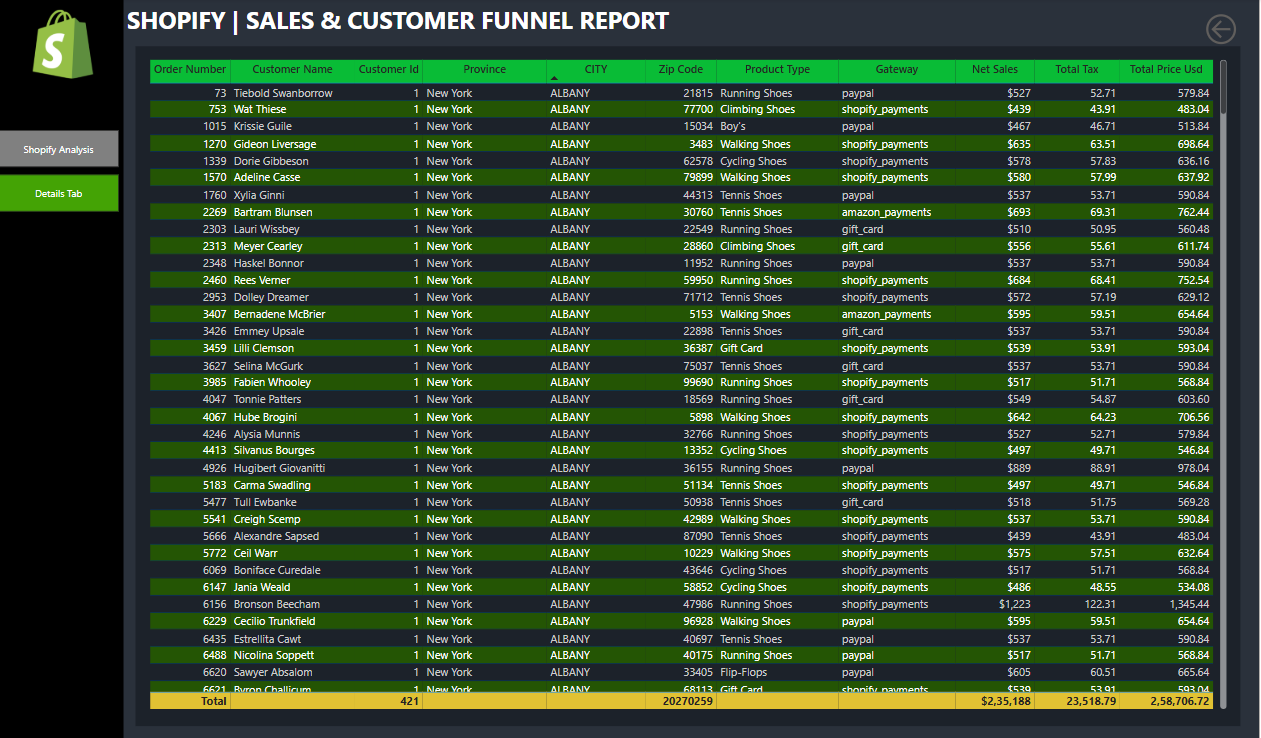 SHOPIFY | SALES & CUSTOMER FUNNEL REPORT
S
Shopify Analysis
Details Tab
Order Number Customer Name Customer Id Province CITY Zip Code Product Type Gateway Net Sales Total Tax Total Price Usd
73 Tiebold Swanborrow 1 New York ALBANY 21815 Running Shoes paypal $527 52.71 579.84
753 Wat Thiese 1 New York ALBANY 77700 Climbing Shoes shopify_payments $439 43.91 483.04
1015 Krissie Guile 1 New York ALBANY 15034 Boy's paypal $467 46.71 513.84
1270 Gideon Liversage 1 New York ALBANY 3483 Walking Shoes shopify_payments $635 63.51 698.64
1339 Dorie Gibbeson 1 New York ALBANY 62578 Cycling Shoes shopify_payments $578 57.83 636.16
1570 Adeline Casse 1 New York ALBANY 79899 Walking Shoes shopify_payments $580 57.99 637.92
1760 Xylia Ginni 1 New York ALBANY 44313 Tennis Shoes paypal $537 53.71 590.84
2269 Bartram Blunsen 1 New York ALBANY 30760 Tennis Shoes amazon_payments $693 69.31 762.44
2303 Lauri Wissbey 1 New York ALBANY 22549 Running Shoes gift_card $510 50.95 560.48
2313 Meyer Cearley 1 New York ALBANY 28860 Climbing Shoes gift_card $556 55.61 611.74
2348 Haskel Bonnor 1 New York ALBANY 11952 Running Shoes paypal $537 53.71 590.84
2460 Rees Verner 1 New York ALBANY 59950 Running Shoes shopify_payments $684 68.41 752.54
2953 Dolley Dreamer 1 New York ALBANY 71712 Tennis Shoes shopify_payments $572 57.19 629.12
3407 Bernadene McBrier 1 New York ALBANY 5153 Walking Shoes amazon_payments $595 59.51 654.64
3426 Emmey Upsale 1 New York ALBANY 22898 Tennis Shoes gift_card $537 53.71 590.84
3459 Lilli Clemson 1 New York ALBANY 36387 Gift Card shopify_payments $539 53.91 593.04
3627 Selina McGurk 1 New York ALBANY 75037 Tennis Shoes gift_card $537 53.71 590.84
3985 Fabien Whooley 1 New York ALBANY 99690 Running Shoes shopify_payments $517 51.71 568.84
4047 Tonnie Patters 1 New York ALBANY 18569 Running Shoes gift_card $549 54.87 603.60
4067 Hube Brogini 1 New York ALBANY 5898 Walking Shoes shopify_payments $642 64.23 706.56
4246 Alysia Munnis 1 New York ALBANY 32766 Running Shoes shopify_payments $527 52.71 579.84
4413 Silvanus Bourges 1 New York ALBANY 13352 Cycling Shoes shopify_payments $497 49.71 546.84
4926 Hugibert Giovanitti 1 New York ALBANY 36155 Running Shoes paypal $889 88.91 978.04
5183 Carma Swadling 1 New York ALBANY 51134 Tennis Shoes shopify_payments $497 49.71 546.84
5477 Tull Ewbanke 1 New York ALBANY 50938 Tennis Shoes gift_card $518 51.75 569.28
5541 Creigh Scemp 1 New York ALBANY 42989 Walking Shoes shopify_payments $537 53.71 590.84
5666 Alexandre Sapsed 1 New York ALBANY 87090 Tennis Shoes shopify_payments $439 43.91 483.04
5772 Ceil Warr 1 New York ALBANY 10229 Walking Shoes shopify_payments $575 57.51 632.64
6069 Boniface Curedale 1 New York ALBANY 43646 Cycling Shoes shopify_payments $517 51.71 568.84
6147 Jania Weald 1 New York ALBANY 58852 Cycling Shoes shopify_payments $486 48.55 534.08
6156 Bronson Beecham 1 New York ALBANY 47986 Running Shoes shopify_payments $1,223 122.31 1,345.44
6229 Cecilio Trunkfield 1 New York ALBANY 96928 Walking Shoes paypal $595 59.51 654.64
6435 Estrellita Cawt 1 New York ALBANY 40697 Tennis Shoes paypal $537 53.71 590.84
6488 Nicolina Soppett 1 New York ALBANY 40175 Running Shoes paypal $517 51.71 568.84
6620 Sawyer Absalom 1 New York ALBANY 33405 Flip-Flops paypal $605 60.51 665.64
6621 Byron Challicum 1 New York ALBANY 68113 Gift Card shopify_payments $539 53.91 593.04
Total 421 20270259 $2,35,188 23,518.79 2,58,706.72